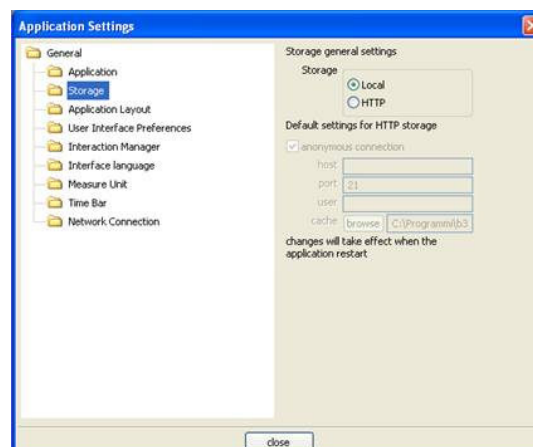 Application Settings
General
Application
Storage
Application Layout
User Interface Preferences
Interaction Manager
Interface language
Measure Unit
Time Bar
Network Connection
Storage general settings
Storage
Local
HTTP
Default settings for HTTP storage
anonymous connection
host
port 21
user
cache browse C:\Programmi\b3
changes will take effect when the
application restart
close